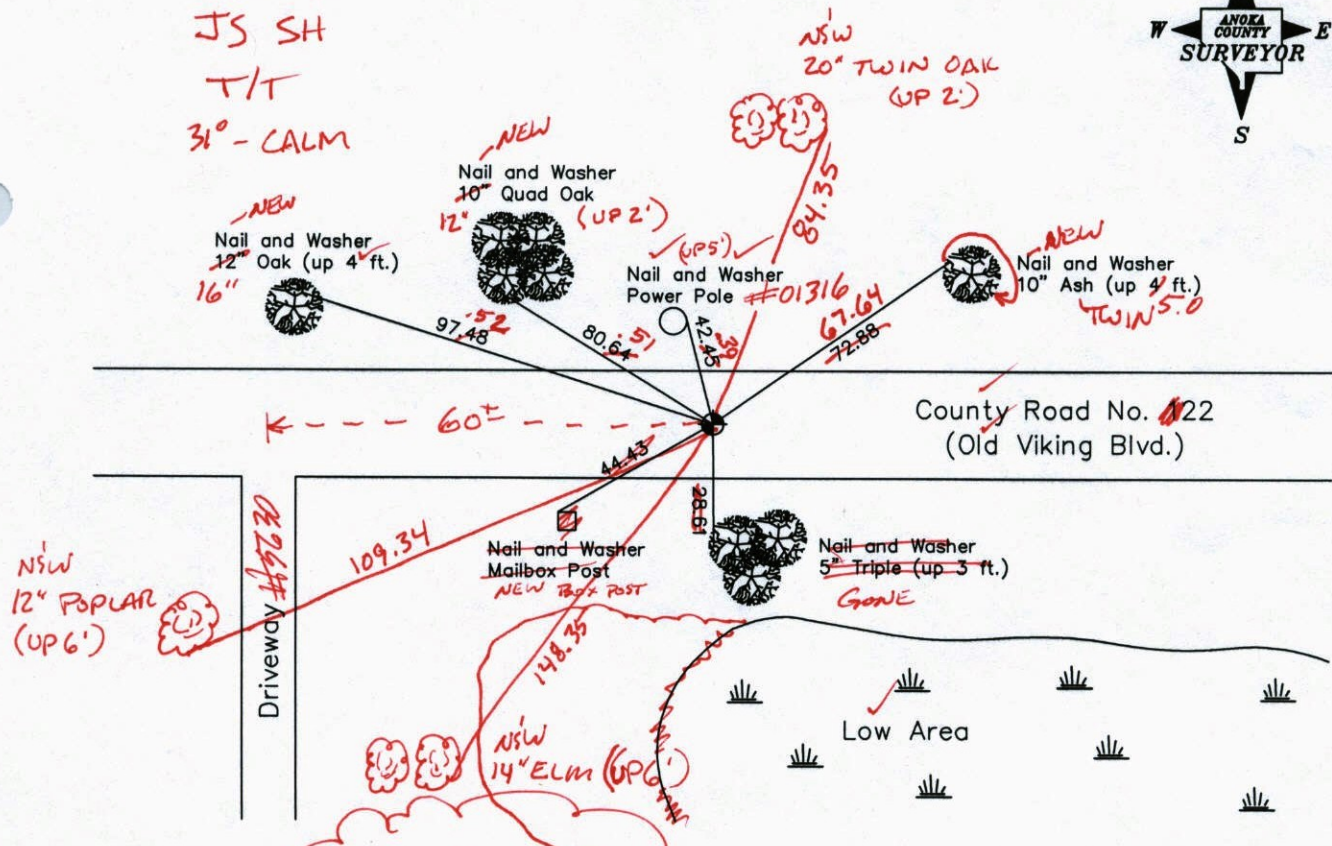 JS SH
T/T
31° - CALM
W
ANOKA
COUNTY
SURVEYOR
E
S
N&W
20" TWIN OAK
(UP 2')
84.35
NEW
Nail and Washer
10" Quad Oak
12"
(UP 2')
NEW
Nail and Washer
12" Oak (up 4 ft.)
16"
(UP5')
Nail and Washer
Power Pole #01316
NEW
Nail and Washer
10" Ash (up 4 ft.)
TWIN 5.0
97.48
.52
80.64
.51
42.45
.39
67.64
72.88
60±
County Road No. 22
(Old Viking Blvd.)
44.43
28.61
109.34
Nail and Washer
Mailbox Post
NEW BOX POST
Nail and Washer
5" Triple (up 3 ft.)
GONE
N&W
12" POPLAR
(UP 6')
Driveway
148.35
N&W
14" ELM (UP 6')
Low Area